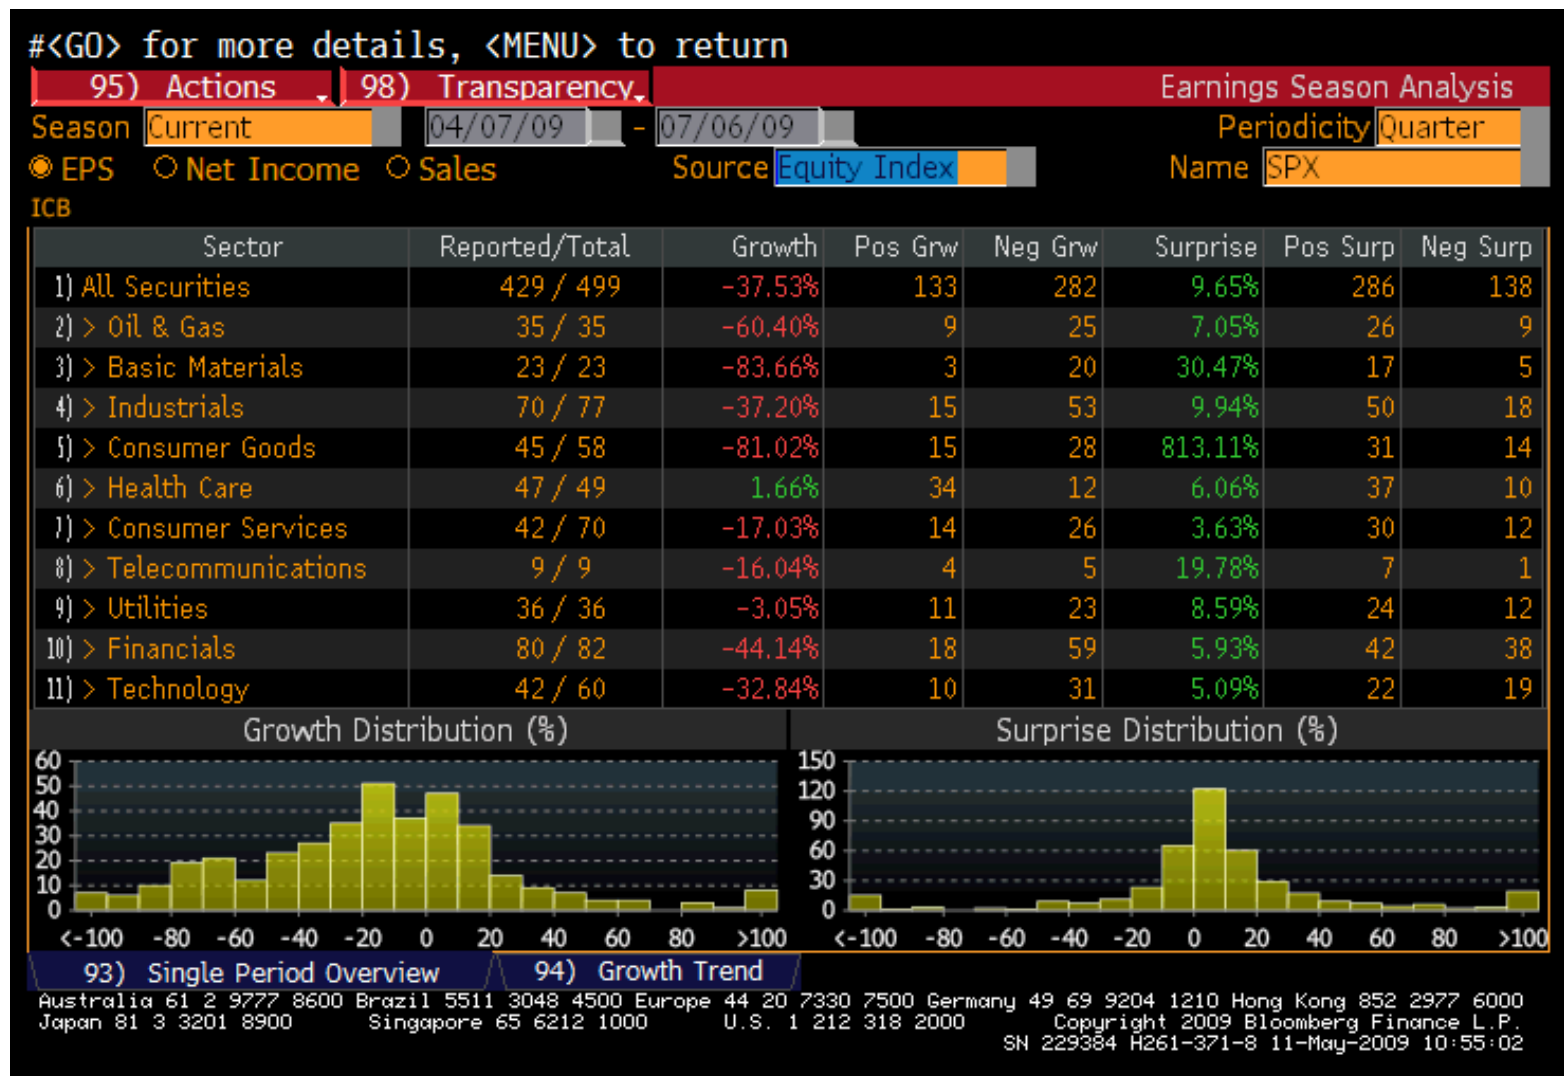 #<GO> for more details, <MENU> to return
95) Actions 98) Transparency Earnings Season Analysis
Season Current 04/07/09 - 07/06/09 Periodicity Quarter
EPS Net Income Sales Source Equity Index Name SPX
ICB
Sector Reported/Total Growth Pos Grw Neg Grw Surprise Pos Surp Neg Surp
1) All Securities 429 / 499 -37.53% 133 282 9.65% 286 138
2) > Oil & Gas 35 / 35 -60.40% 9 25 7.05% 26 9
3) > Basic Materials 23 / 23 -83.66% 3 20 30.47% 17 5
4) > Industrials 70 / 77 -37.20% 15 53 9.94% 50 18
5) > Consumer Goods 45 / 58 -81.02% 15 28 813.11% 31 14
6) > Health Care 47 / 49 1.66% 34 12 6.06% 37 10
7) > Consumer Services 42 / 70 -17.03% 14 26 3.63% 30 12
8) > Telecommunications 9 / 9 -16.04% 4 5 19.78% 7 1
9) > Utilities 36 / 36 -3.05% 11 23 8.59% 24 12
10) > Financials 80 / 82 -44.14% 18 59 5.93% 42 38
11) > Technology 42 / 60 -32.84% 10 31 5.09% 22 19
Growth Distribution (%) Surprise Distribution (%)
60 150
50 120
40 90
30 60
20 30
10 0
0
<-100 -80 -60 -40 -20 0 20 40 60 80 >100 <-100 -80 -60 -40 -20 0 20 40 60 80 >100
93) Single Period Overview 94) Growth Trend
Australia 61 2 9777 8600 Brazil 5511 3048 4500 Europe 44 20 7330 7500 Germany 49 69 9204 1210 Hong Kong 852 2977 6000
Japan 81 3 3201 8900 Singapore 65 6212 1000 U.S. 1 212 318 2000 Copyright 2009 Bloomberg Finance L.P.
SN 229384 H261-371-8 11-May-2009 10:55:02